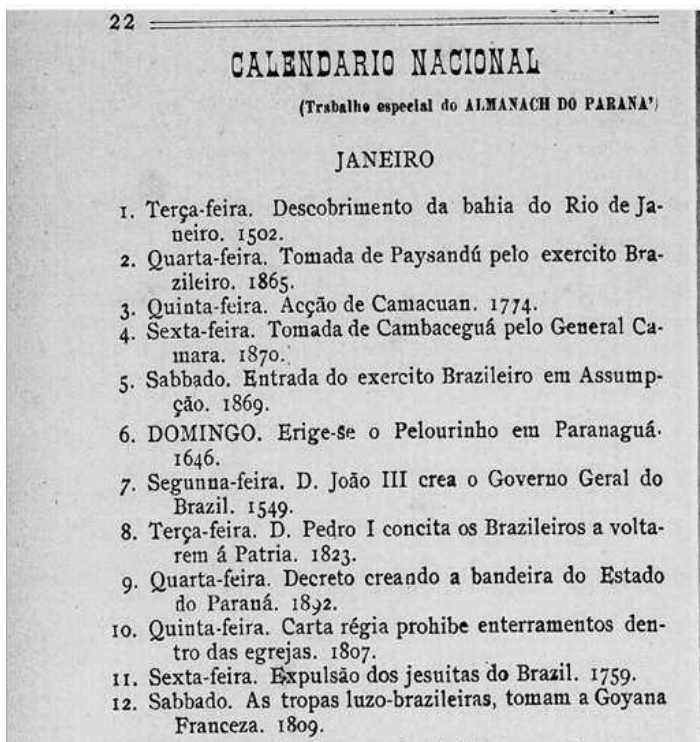 22
CALENDARIO NACIONAL
(Trabalho especial do ALMANACH DO PARANA')
JANEIRO
1. Terça-feira. Descobrimento da bahia do Rio de Ja-
neiro. 1502.
2. Quarta-feira. Tomada de Paysandú pelo exercito Bra-
zileiro. 1865.
3. Quinta-feira. Acção de Camacuan. 1774.
4. Sexta-feira. Tomada de Cambaceguá pelo General Ca-
mara. 1870.
5. Sabbado. Entrada do exercito Brazileiro em Assump-
ção. 1869.
6. DOMINGO. Erige-se o Pelourinho em Paranaguá.
1646.
7. Segunna-feira. D. João III crea o Governo Geral do
Brazil. 1549.
8. Terça-feira. D. Pedro I concita os Brazileiros a volta-
rem á Patria. 1823.
9. Quarta-feira. Decreto creando a bandeira do Estado
do Paraná. 1892.
10. Quinta-feira. Carta régia prohibe enterramentos den-
tro das egrejas. 1807.
11. Sexta-feira. Expulsão dos jesuitas do Brazil. 1759.
12. Sabbado. As tropas luzo-brazileiras, tomam a Goyana
Franceza. 1809.